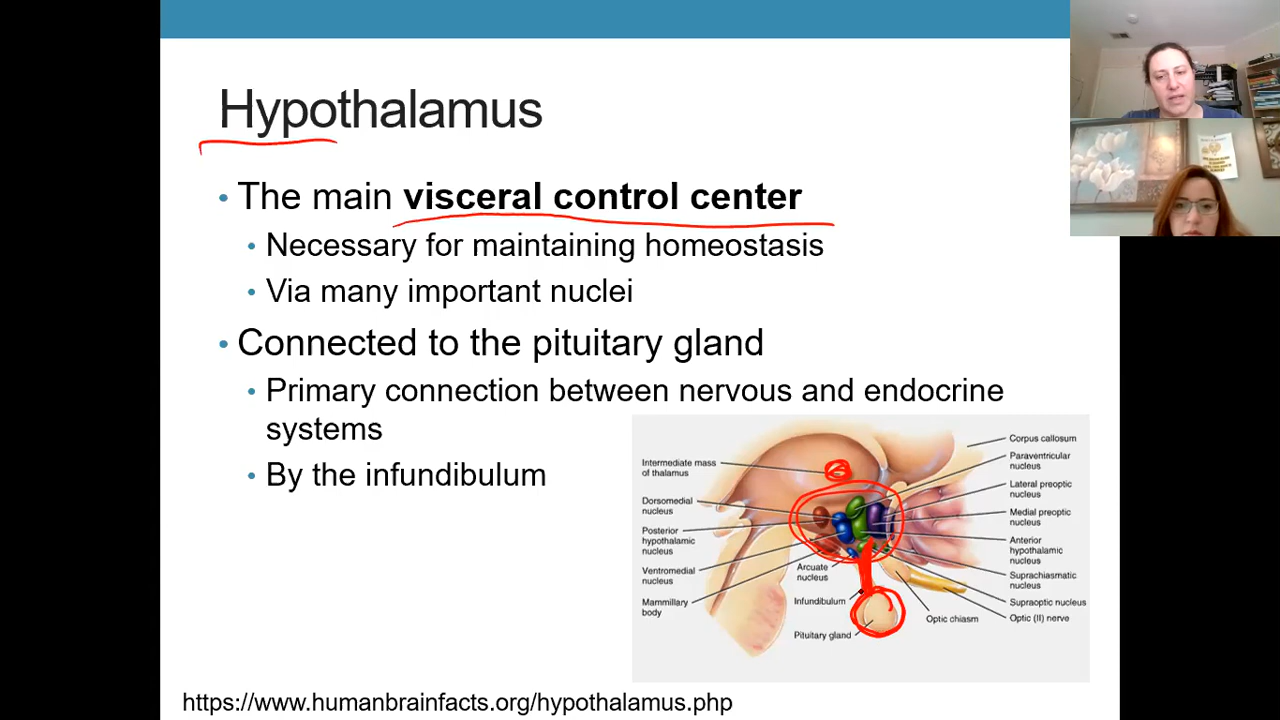 Hypothalamus
• The main visceral control center
• Necessary for maintaining homeostasis
• Via many important nuclei
• Connected to the pituitary gland
• Primary connection between nervous and endocrine
systems
• By the infundibulum
Intermediate mass
of thalamus
Dorsomedial
nucleus
Posterior
hypothalamic
nucleus
Ventromedial
nucleus
Mammillary
body
Arcuate
nucleus
Infundibulum
Pituitary gland
Corpus callosum
Paraventricular
nucleus
Lateral preoptic
nucleus
Medial preoptic
nucleus
Anterior
hypothalamic
nucleus
Suprachiasmatic
nucleus
Supraoptic nucleus
Optic (II) nerve
Optic chiasm
https://www.humanbrainfacts.org/hypothalamus.php